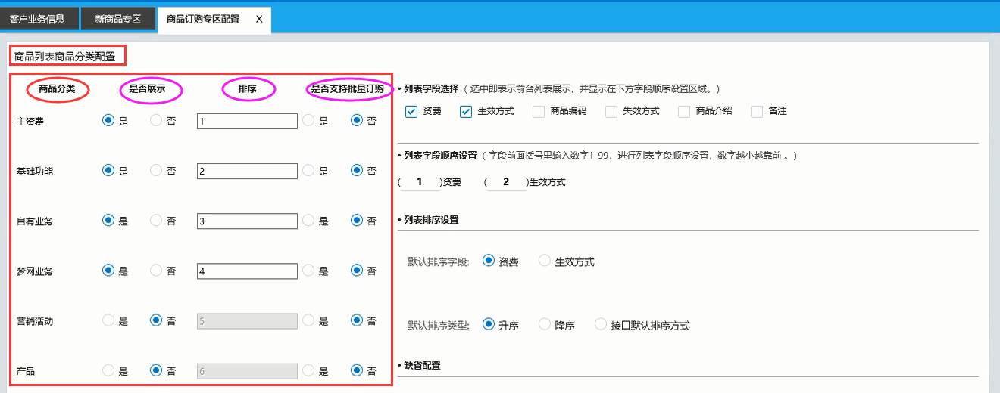 客户业务信息 新商品专区 商品订购专区配置 X
商品列表商品分类配置
商品分类 是否展示 排序 是否支持批量订购
主资费 是 否 1 是 否
基础功能 是 否 2 是 否
自有业务 是 否 3 是 否
梦网业务 是 否 4 是 否
营销活动 是 否 5 是 否
产品 是 否 6 是 否
• 列表字段选择 （ 选中即表示前台列表展示，并显示在下方字段顺序设置区域。）
资费 生效方式 商品编码 失效方式 商品介绍 备注
• 列表字段顺序设置 （ 字段前面括号里输入数字1-99，进行列表字段顺序设置，数字越小越靠前 。）
( 1 )资费 ( 2 )生效方式
• 列表排序设置
默认排序字段: 资费 生效方式
默认排序类型: 升序 降序 接口默认排序方式
• 缺省配置